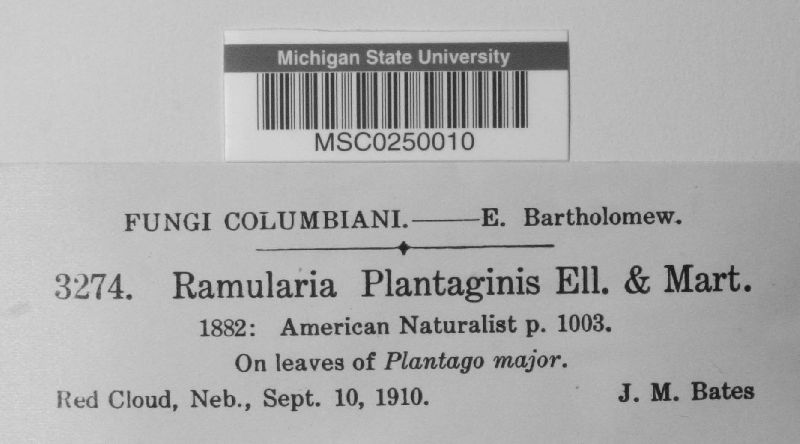 Michigan State University
MSC0250010
FUNGI COLUMBIANI.——E. Bartholomew.
3274. Ramularia Plantaginis Ell. & Mart.
1882: American Naturalist p. 1003.
On leaves of Plantago major.
Red Cloud, Neb., Sept. 10, 1910. J. M. Bates